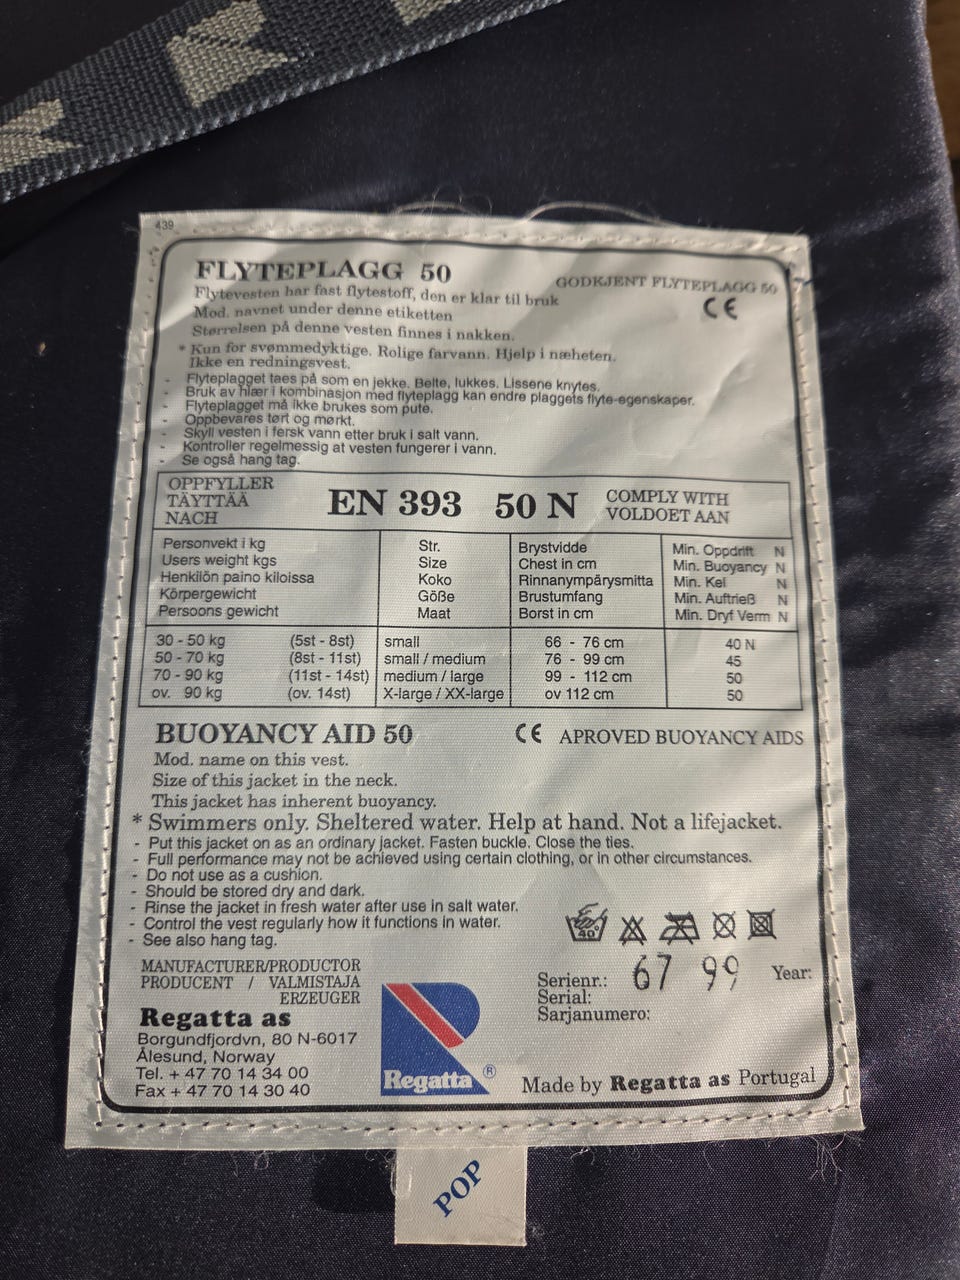 439
FLYTEPLAGG 50
GODKJENT FLYTEPLAGG 50
Flytevesten har fast flytestoff, den er klar til bruk
CE
Mod. navnet under denne etiketten
Størrelsen på denne vesten finnes i nakken.
* Kun for svømmedyktige. Rolige farvann. Hjelp i næheten.
Ikke en redningsvest.
- Flyteplagget taes på som en jekke. Belte, lukkes. Lissene knytes.
- Bruk av hlær i kombinasjon med flyteplagg kan endre plaggets flyte-egenskaper.
- Flyteplagget må ikke brukes som pute.
- Oppbevares tørt og mørkt.
- Skyll vesten i fersk vann etter bruk i salt vann.
- Kontroller regelmessig at vesten fungerer i vann.
- Se også hang tag.
OPPFYLLER
TÄYTTÄÄ
NACH
EN 393 50 N
COMPLY WITH
VOLDOET AAN
Personvekt i kg Str. Brystvidde Min. Oppdrift N
Users weight kgs Size Chest in cm Min. Buoyancy N
Henkilön paino kiloissa Koko Rinnanympärysmitta Min. Kel N
Körpergewicht Göße Brustumfang Min. Auftrieß N
Persoons gewicht Maat Borst in cm Min. Dryf Verm N
30 - 50 kg (5st - 8st) small 66 - 76 cm 40 N
50 - 70 kg (8st - 11st) small / medium 76 - 99 cm 45
70 - 90 kg (11st - 14st) medium / large 99 - 112 cm 50
ov. 90 kg (ov. 14st) X-large / XX-large ov 112 cm 50
BUOYANCY AID 50
CE APROVED BUOYANCY AIDS
Mod. name on this vest.
Size of this jacket in the neck.
This jacket has inherent buoyancy.
* Swimmers only. Sheltered water. Help at hand. Not a lifejacket.
- Put this jacket on as an ordinary jacket. Fasten buckle. Close the ties.
- Full performance may not be achieved using certain clothing, or in other circumstances.
- Do not use as a cushion.
- Should be stored dry and dark.
- Rinse the jacket in fresh water after use in salt water.
- Control the vest regularly how it functions in water.
- See also hang tag.
40°
MANUFACTURER/PRODUCTOR
PRODUCENT / VALMISTAJA
ERZEUGER
Regatta as
Borgundfjordvn, 80 N-6017
Ålesund, Norway
Tel. + 47 70 14 34 00
Fax + 47 70 14 30 40
Regatta ®
Serienr.: 67 99 Year:
Serial:
Sarjanumero:
Made by Regatta as Portugal
POP